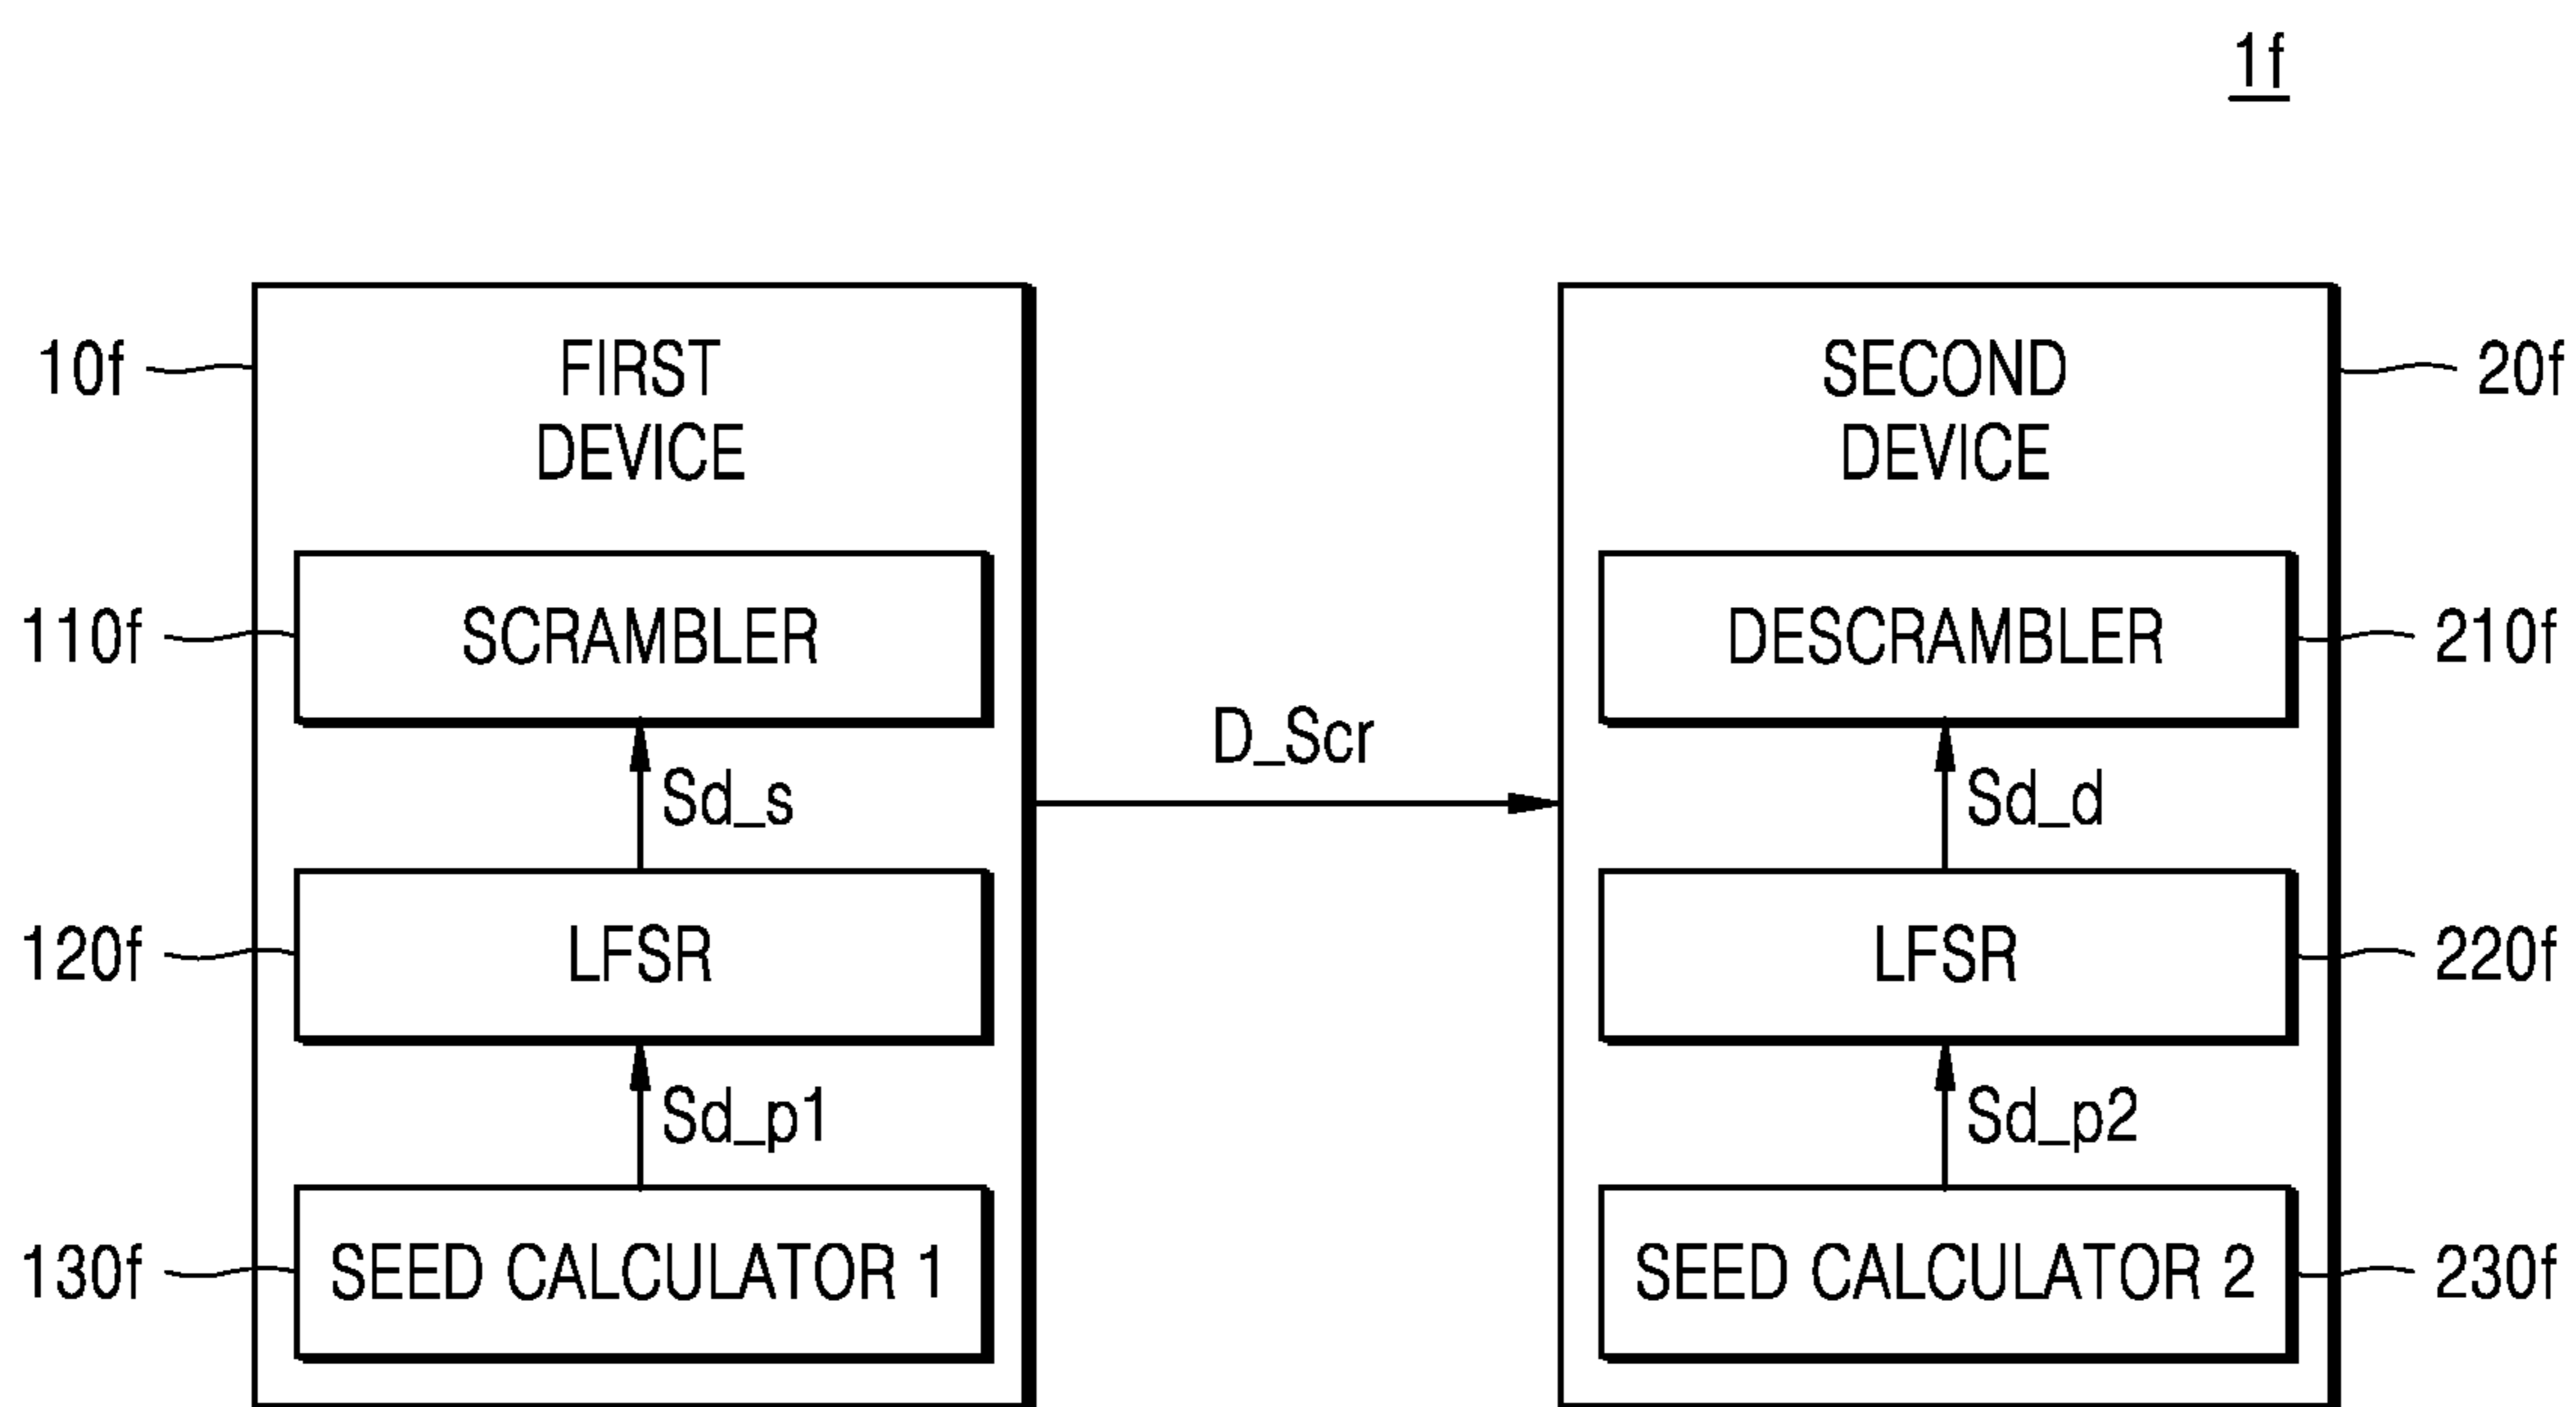 1f
10f
FIRST
DEVICE
110f
SCRAMBLER
Sd_s
120f
LFSR
Sd_p1
130f
SEED CALCULATOR 1
D_Scr
SECOND
DEVICE
20f
DESCRAMBLER
210f
Sd_d
LFSR
220f
Sd_p2
SEED CALCULATOR 2
230f